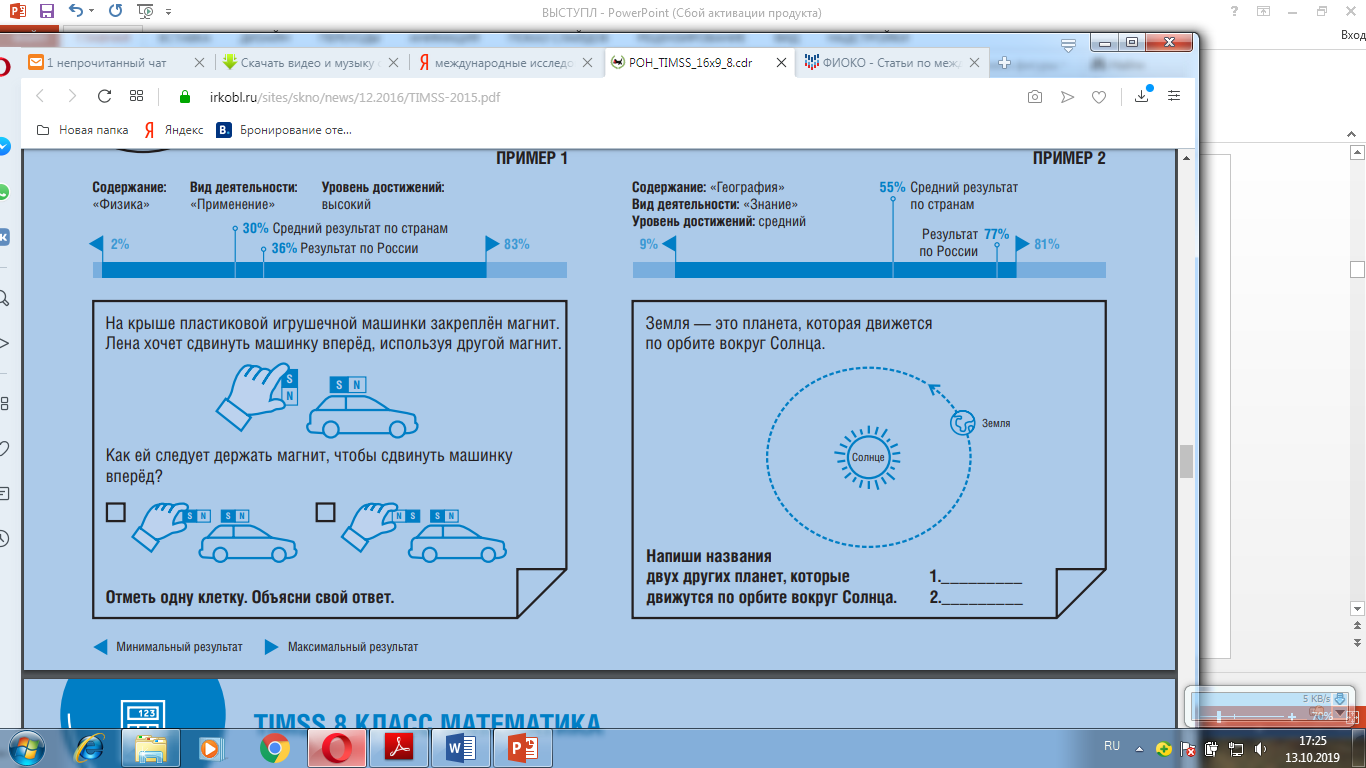 ВЫСТУПЛ - PowerPoint (Сбой активации продукта)
Вход
1 непрочитанный чат
Скачать видео и музыку
международные исследо
РОН_TIMSS_16x9_8.cdr
ФИОКО - Статьи по меж
irkobl.ru/sites/skno/news/12.2016/TIMSS-2015.pdf
Новая папка
Яндекс
Бронирование оте...
ПРИМЕР 1
Содержание:
«Физика»
Вид деятельности:
«Применение»
Уровень достижений:
высокий
30% Средний результат по странам
36% Результат по России
2%
83%
На крыше пластиковой игрушечной машинки закреплён магнит.
Лена хочет сдвинуть машинку вперёд, используя другой магнит.
S
N
S N
Как ей следует держать магнит, чтобы сдвинуть машинку
вперёд?
S N
S N
N S
S N
Отметь одну клетку. Объясни свой ответ.
ПРИМЕР 2
Содержание: «География»
Вид деятельности: «Знание»
Уровень достижений: средний
55% Средний результат
по странам
Результат 77%
по России
9%
81%
Земля — это планета, которая движется
по орбите вокруг Солнца.
Земля
Солнце
Напиши названия
двух других планет, которые 1._________
движутся по орбите вокруг Солнца. 2._________
Минимальный результат
Максимальный результат
123
TIMSS 8 КЛАСС МАТЕМАТИКА
5 KB/s
70%
RU
17:25
13.10.2019